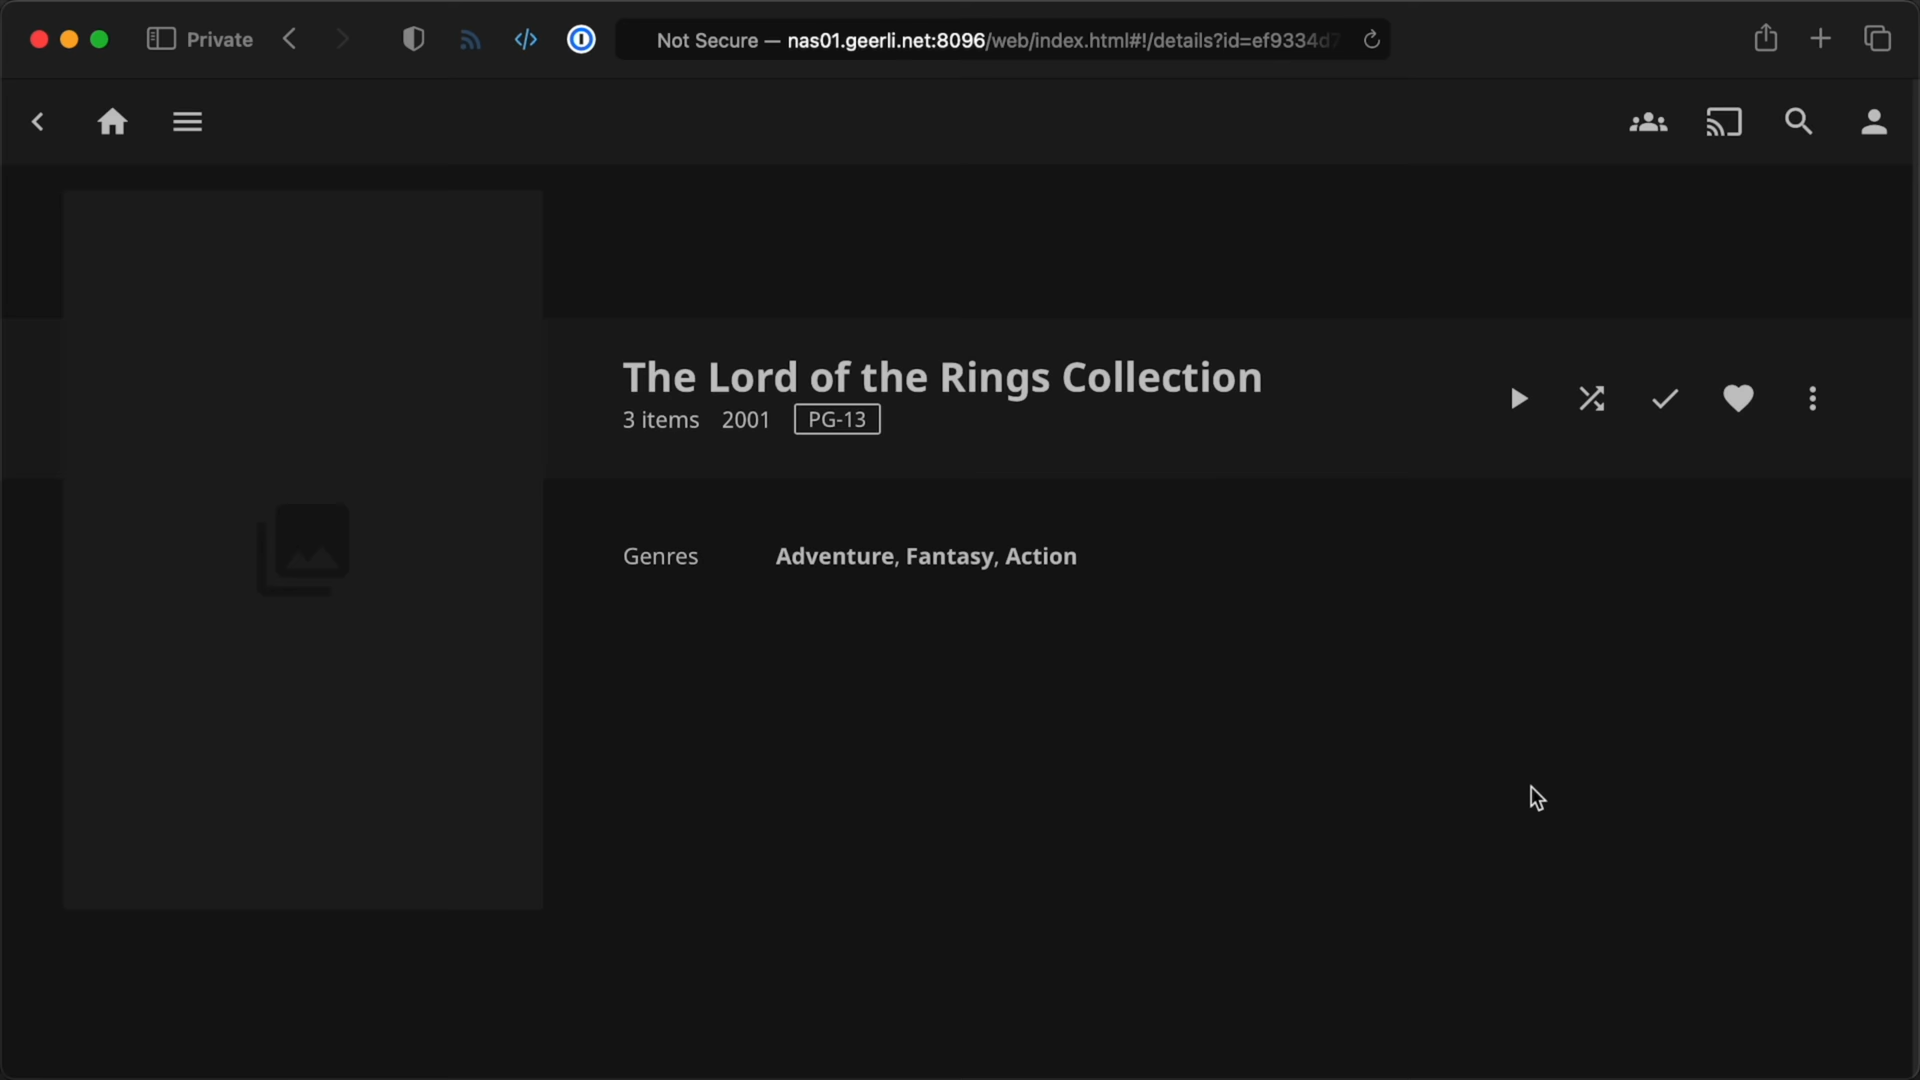 Private
Not Secure — nas01.geerli.net:8096/web/index.html#!/details?id=ef9334d7
The Lord of the Rings Collection
3 items 2001 PG-13
Genres Adventure, Fantasy, Action